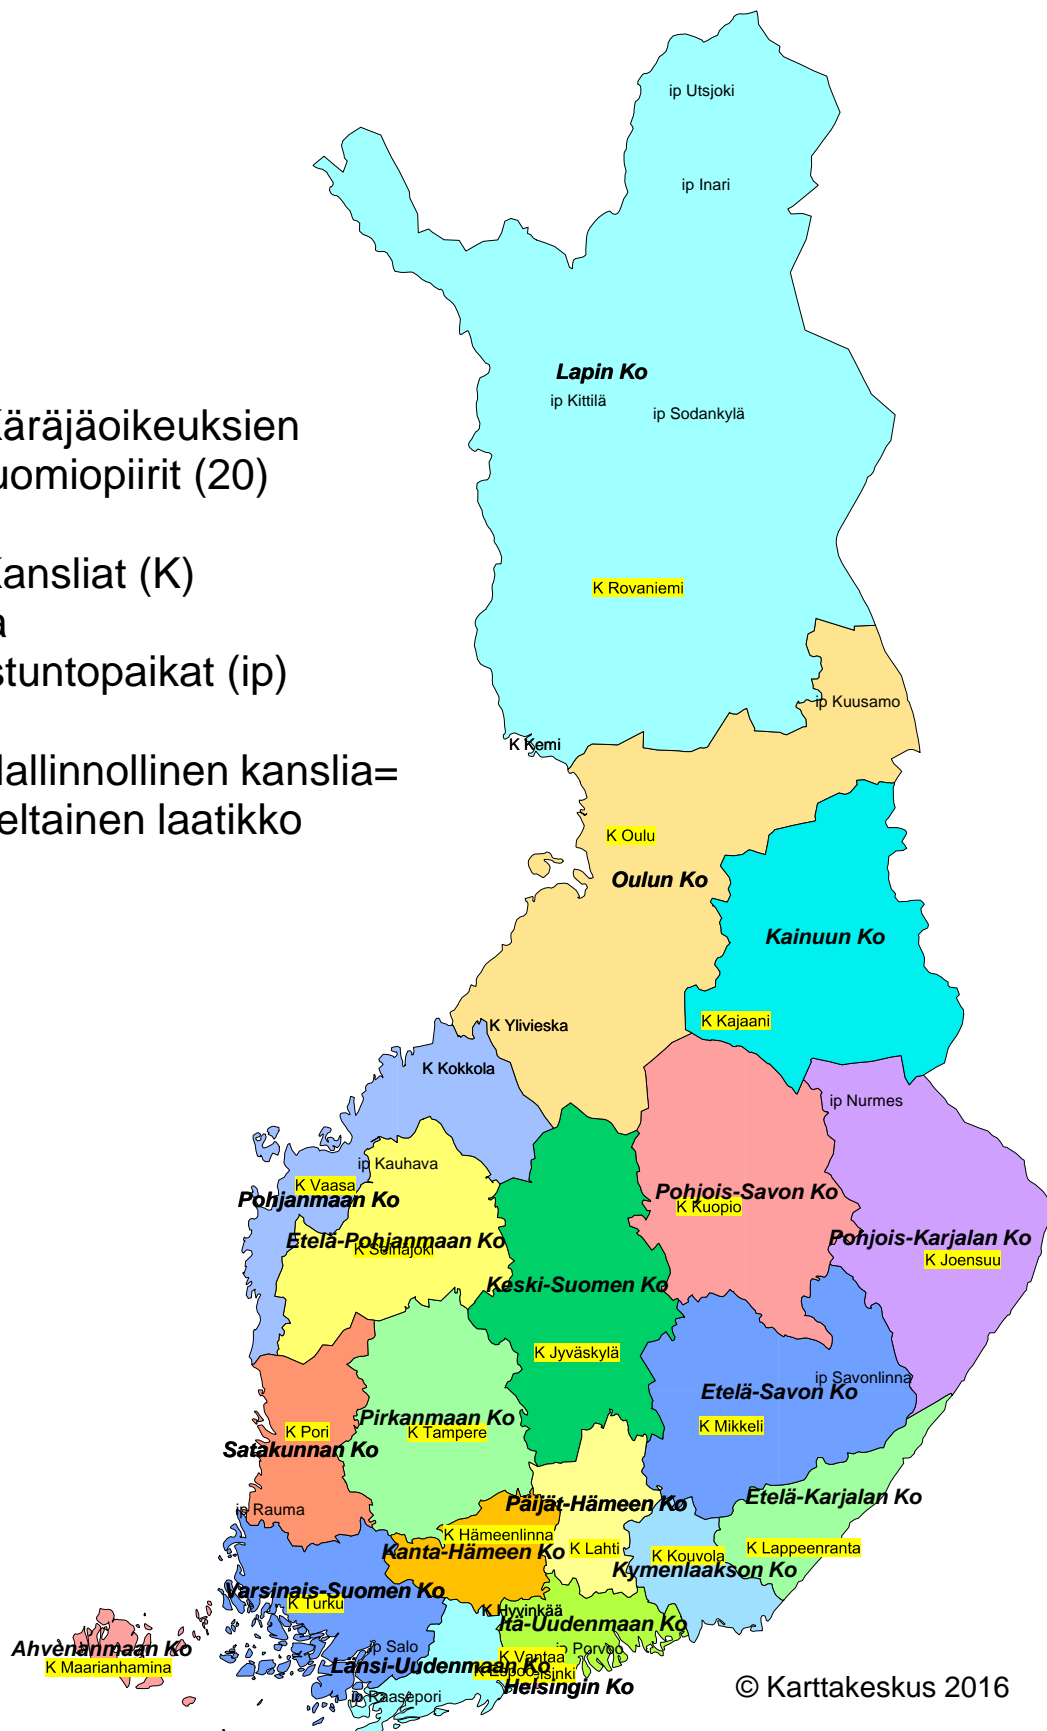 ip Utsjoki
ip Inari
Lapin Ko
ip Kittilä
ip Sodankylä
Käräjäoikeuksien
uomiopiirit (20)
Kansliat (K)
a
stuntopaikat (ip)
Hallinnollinen kanslia=
eltainen laatikko
K Rovaniemi
ip Kuusamo
K Kemi
K Oulu
Oulun Ko
Kainuun Ko
K Kajaani
K Ylivieska
K Kokkola
ip Nurmes
ip Kauhava
K Vaasa
Pohjanmaan Ko
Pohjois-Savon Ko
K Kuopio
Etelä-Pohjanmaan Ko
K Seinäjoki
Pohjois-Karjalan Ko
K Joensuu
Keski-Suomen Ko
K Jyväskylä
ip Savonlinna
Etelä-Savon Ko
K Mikkeli
Pirkanmaan Ko
K Tampere
K Pori
Satakunnan Ko
Etelä-Karjalan Ko
Päijät-Hämeen Ko
ip Rauma
K Hämeenlinna
Kanta-Hämeen Ko
K Lahti
K Kouvola
K Lappeenranta
Kymenlaakson Ko
Varsinais-Suomen Ko
K Turku
K Hyvinkää
Itä-Uudenmaan Ko
Ahvenanmaan Ko
K Maarianhamina
ip Salo
ip Porvoo
K Vantaa
Länsi-Uudenmaan Ko
K Espoo
Helsingin Ko
ip Raasepori
© Karttakeskus 2016